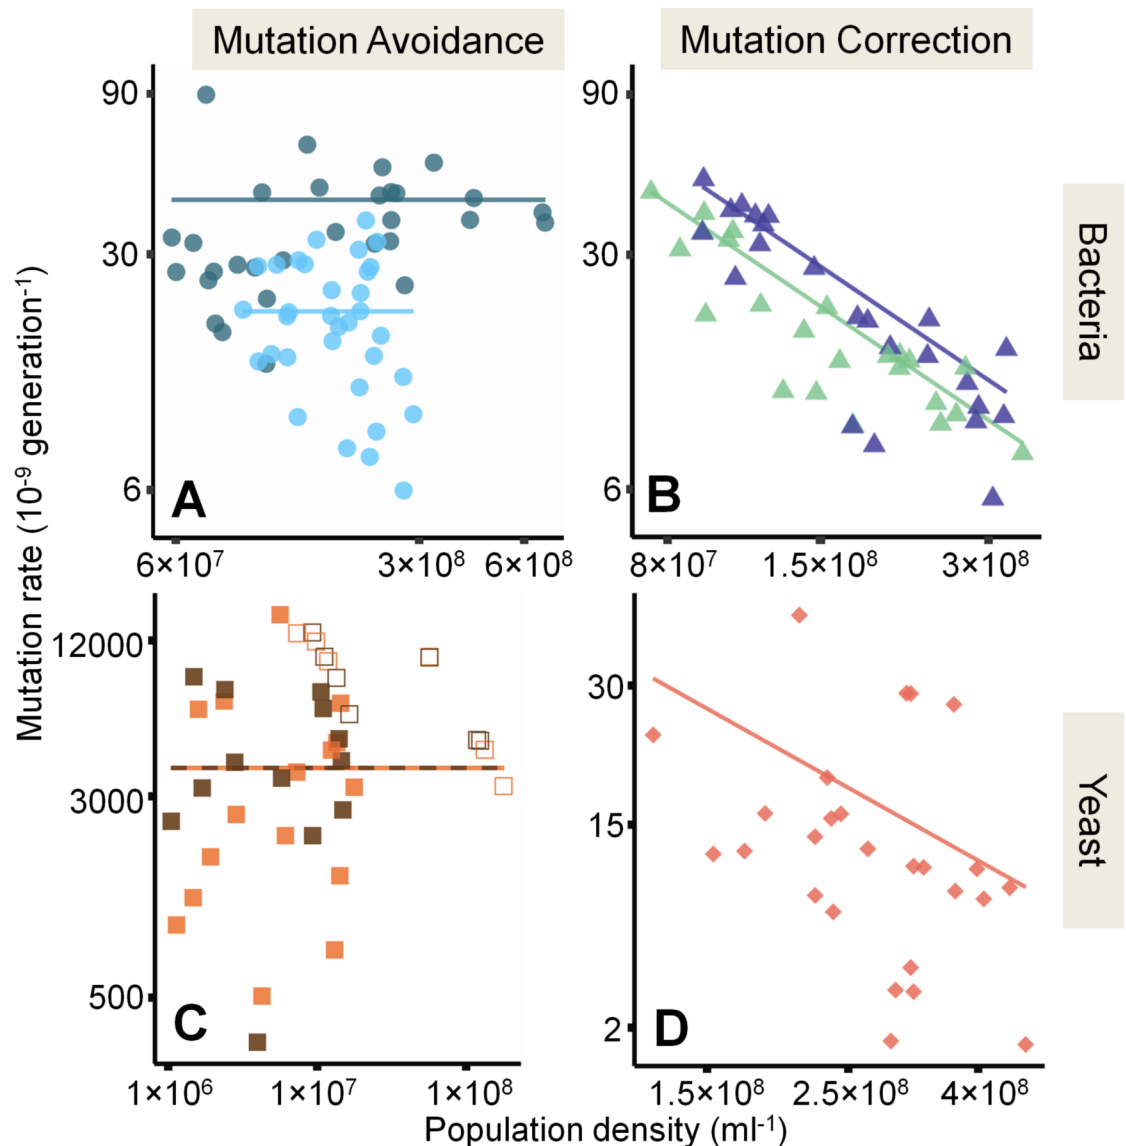 Mutation Avoidance
Mutation Correction
Mutation rate (10⁻⁹ generation⁻¹)
90
30
6
A
6×10⁷
3×10⁸
6×10⁸
90
30
6
B
8×10⁷
1.5×10⁸
3×10⁸
Bacteria
12000
3000
500
C
1×10⁶
1×10⁷
1×10⁸
30
15
2
D
1.5×10⁸
2.5×10⁸
4×10⁸
Yeast
Population density (ml⁻¹)